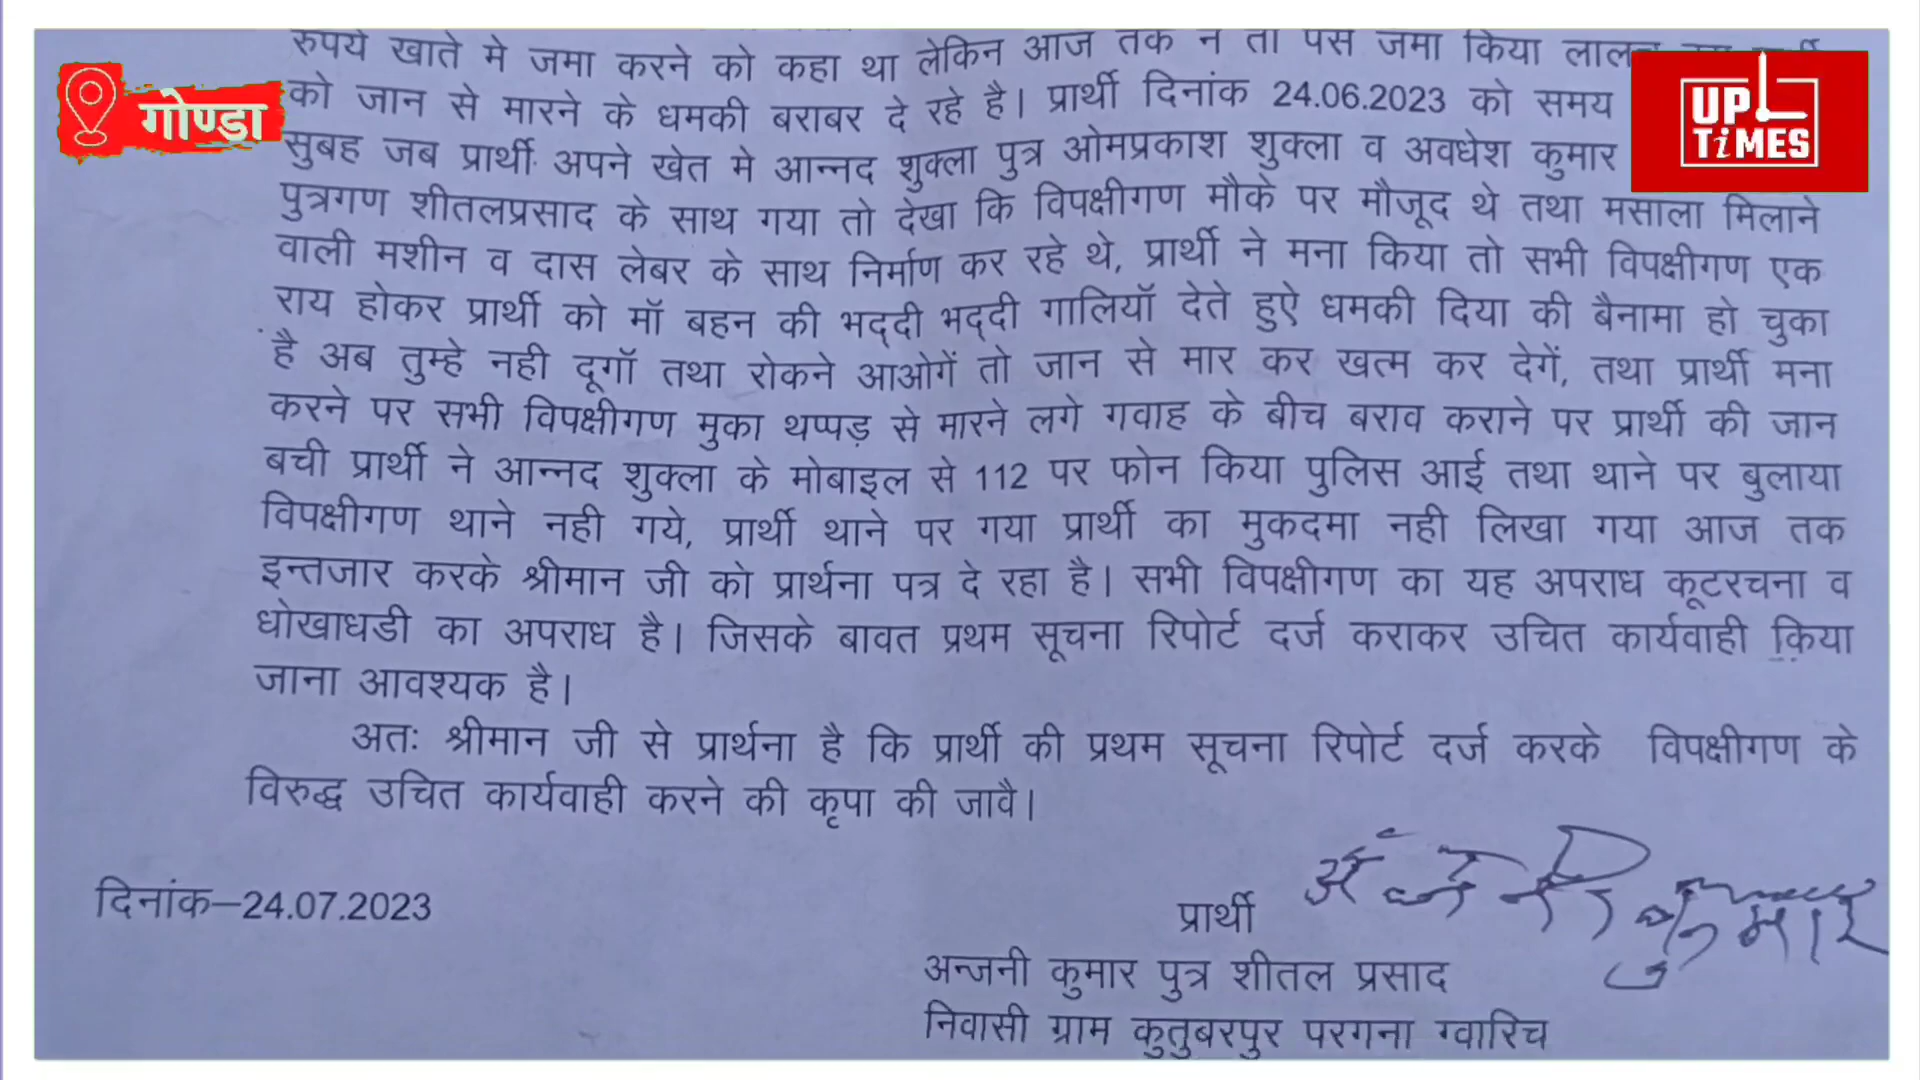 रुपये खाते मे जमा करने को कहा था लेकिन आज तक न तो पैसे जमा किया
को जान से मारने के धमकी बराबर दे रहे है। प्रार्थी दिनांक 24.06.2023 को समय
सुबह जब प्रार्थी अपने खेत मे आन्नद शुक्ला पुत्र ओमप्रकाश शुक्ला व अवधेश कुमार
पुत्रगण शीतलप्रसाद के साथ गया तो देखा कि विपक्षीगण मौके पर मौजूद थे तथा मसाला मिलाने
वाली मशीन व दास लेबर के साथ निर्माण कर रहे थे, प्रार्थी ने मना किया तो सभी विपक्षीगण एक
राय होकर प्रार्थी को मॉ बहन की भद्दी भद्दी गालियॉ देते हुऐ धमकी दिया की बैनामा हो चुका
है अब तुम्हे नही दूगॉ तथा रोकने आओगें तो जान से मार कर खत्म कर देगें, तथा प्रार्थी मना
करने पर सभी विपक्षीगण मुका थप्पड़ से मारने लगे गवाह के बीच बराव कराने पर प्रार्थी की जान
बची प्रार्थी ने आन्नद शुक्ला के मोबाइल से 112 पर फोन किया पुलिस आई तथा थाने पर बुलाया
विपक्षीगण थाने नही गये, प्रार्थी थाने पर गया प्रार्थी का मुकदमा नही लिखा गया आज तक
इन्तजार करके श्रीमान जी को प्रार्थना पत्र दे रहा है। सभी विपक्षीगण का यह अपराध कूटरचना व
धोखाधडी का अपराध है। जिसके बावत प्रथम सूचना रिपोर्ट दर्ज कराकर उचित कार्यवाही किया
जाना आवश्यक है।
अतः श्रीमान जी से प्रार्थना है कि प्रार्थी की प्रथम सूचना रिपोर्ट दर्ज करके विपक्षीगण के
विरुद्ध उचित कार्यवाही करने की कृपा की जावै।
दिनांक–24.07.2023
प्रार्थी
अन्जनी कुमार पुत्र शीतल प्रसाद
निवासी ग्राम कुतुबरपुर परगना ग्वारिच
गोण्डा
UP TiMES